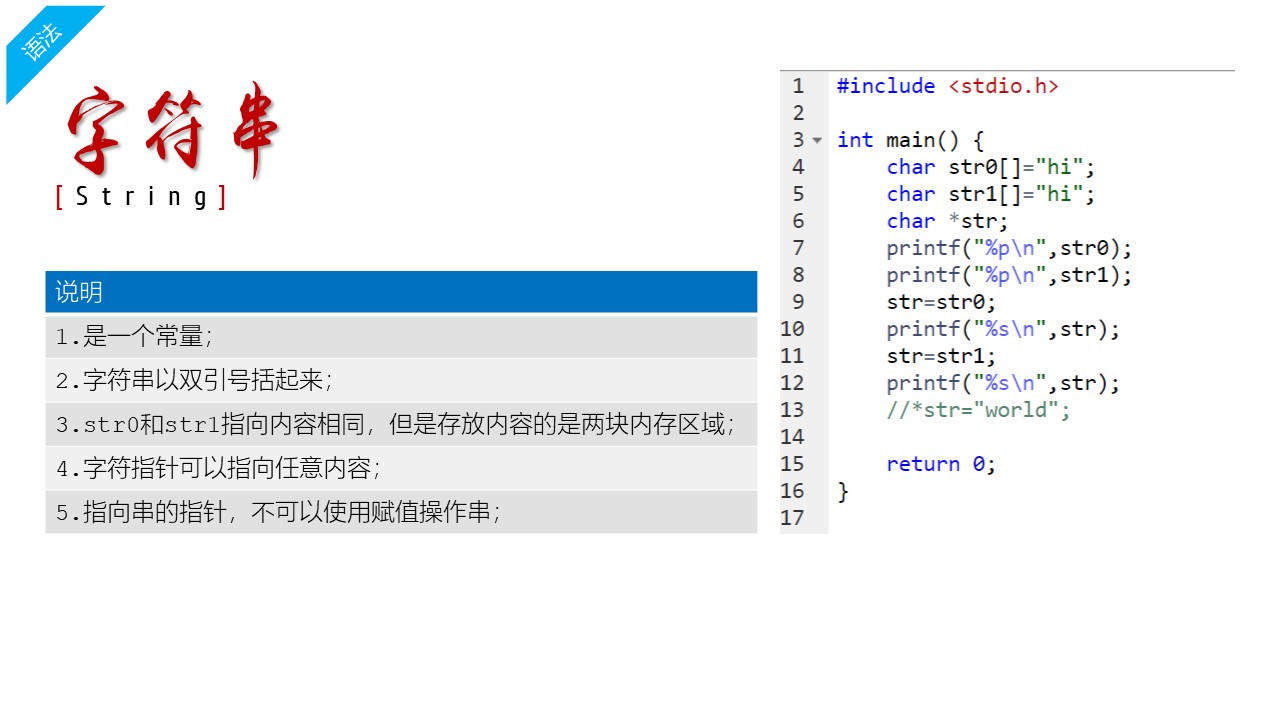 语法
字符串
[String]
说明
1.是一个常量；
2.字符串以双引号括起来；
3.str0和str1指向内容相同，但是存放内容的是两块内存区域；
4.字符指针可以指向任意内容；
5.指向串的指针，不可以使用赋值操作串；
1 #include <stdio.h>
2
3 int main() {
4     char str0[]="hi";
5     char str1[]="hi";
6     char *str;
7     printf("%p\n",str0);
8     printf("%p\n",str1);
9     str=str0;
10     printf("%s\n",str);
11     str=str1;
12     printf("%s\n",str);
13     //*str="world";
14
15     return 0;
16 }
17